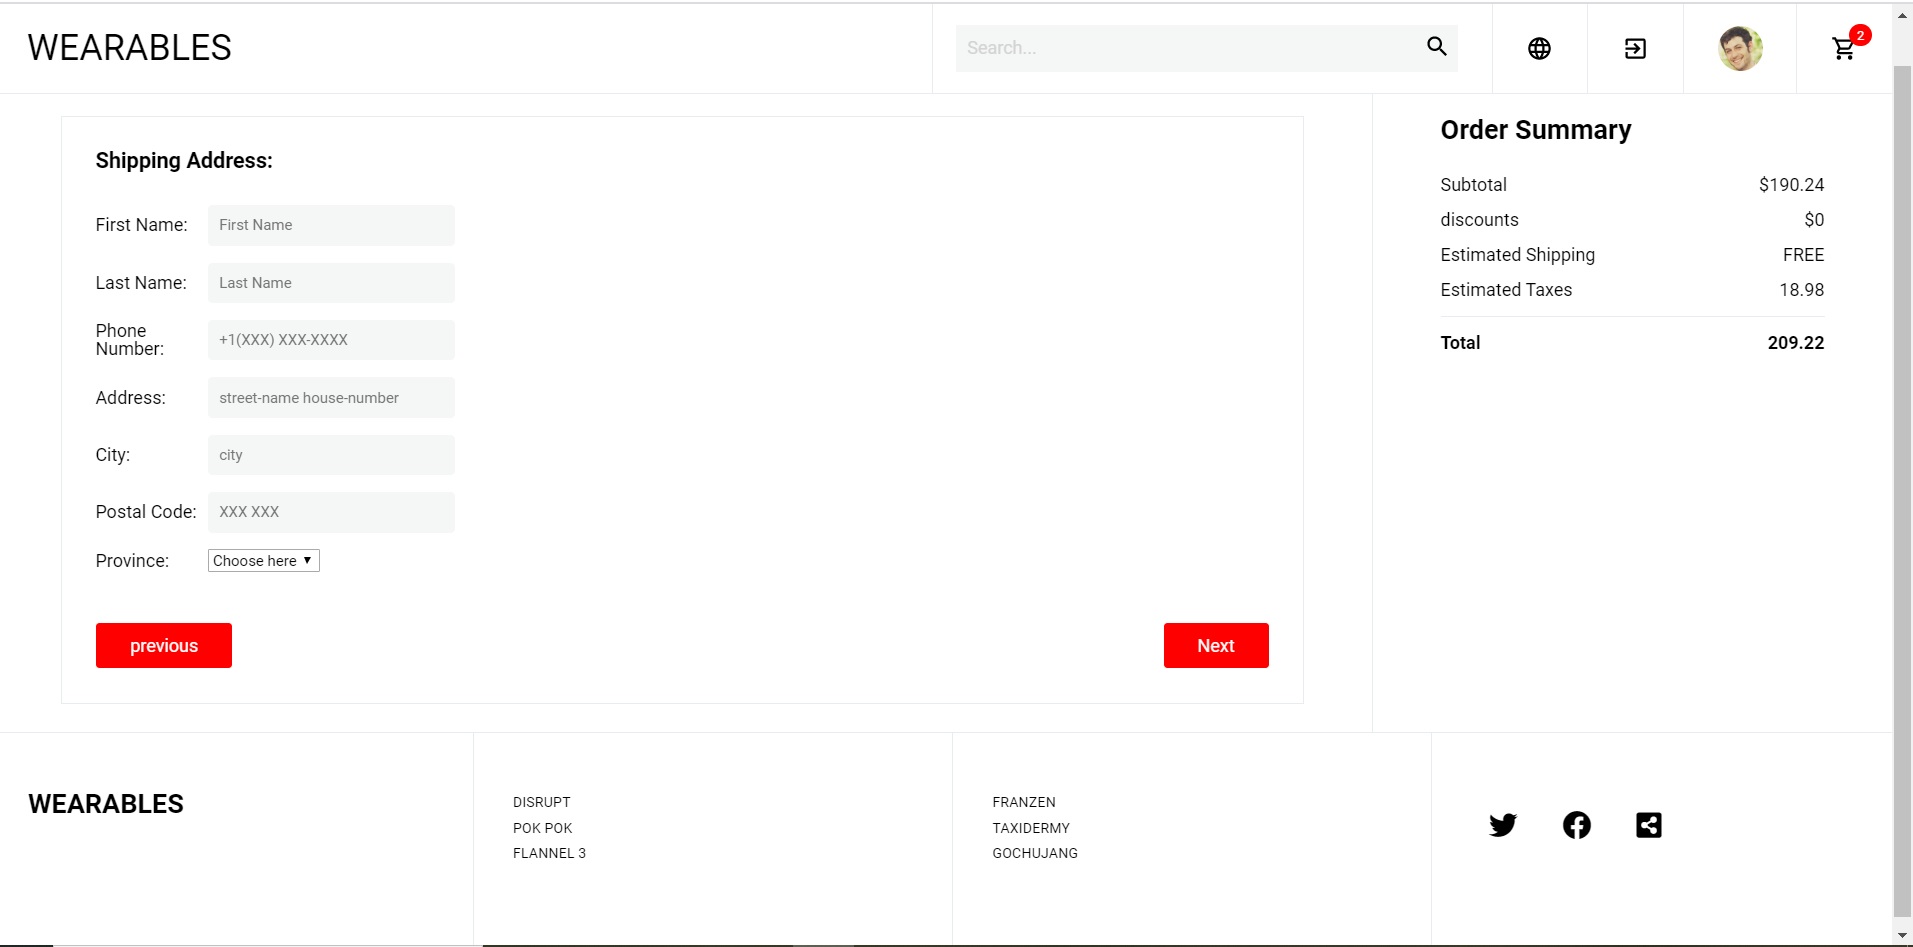 WEARABLES
Search...
2
Shipping Address:
First Name: First Name
Last Name: Last Name
Phone
Number: +1(XXX) XXX-XXXX
Address: street-name house-number
City: city
Postal Code: XXX XXX
Province: Choose here
previous Next
Order Summary
Subtotal $190.24
discounts $0
Estimated Shipping FREE
Estimated Taxes 18.98
Total 209.22
WEARABLES
DISRUPT
POK POK
FLANNEL 3
FRANZEN
TAXIDERMY
GOCHUJANG